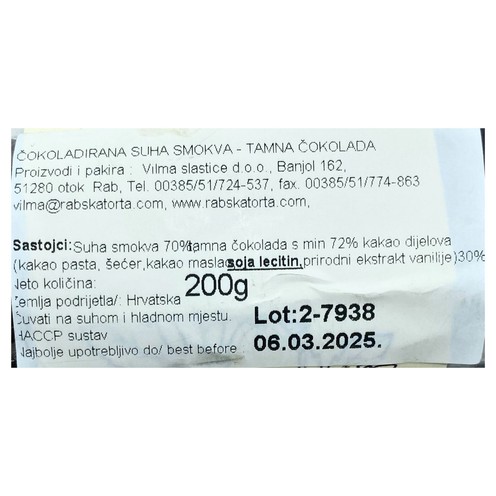 ČOKOLADIRANA SUHA SMOKVA - TAMNA ČOKOLADA
Proizvodi i pakira : Vilma slastice d.o.o., Banjol 162,
51280 otok Rab, Tel. 00385/51/724-537, fax. 00385/51/774-863
vilma@rabskatorta.com, www.rabskatorta.com,
Sastojci: Suha smokva 70% tamna čokolada s min 72% kakao dijelova
(kakao pasta, šećer, kakao maslac soja lecitin, prirodni ekstrakt vanilije) 30%
Neto količina: 200g
Zemlja podrijetla/: Hrvatska
Čuvati na suhom i hladnom mjestu.
HACCP sustav
Najbolje upotrebljivo do/ best before :
Lot:2-7938
06.03.2025.